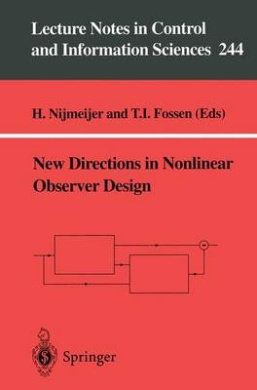 Lecture Notes in Control
and Information Sciences 244
H. Nijmeijer and T.I. Fossen (Eds)
New Directions in Nonlinear
Observer Design
Springer